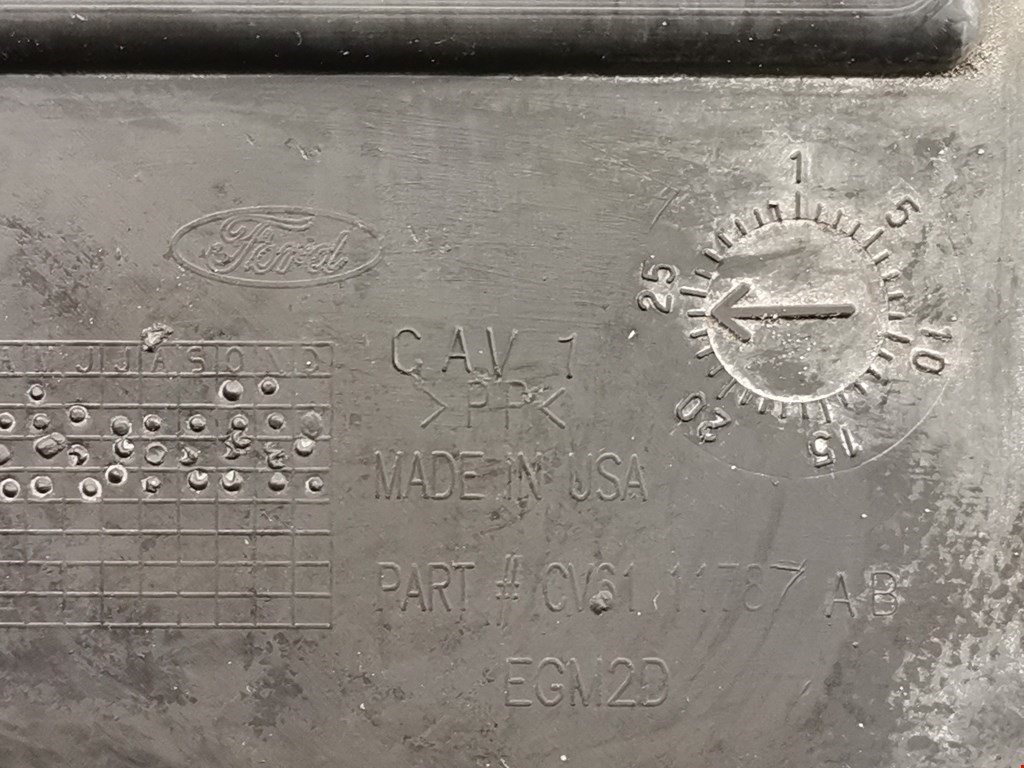 Ford
1
5
10
15
20
25
CAV 1
>PP<
A M J J A S O N D
MADE IN USA
PART # CV61 11787 AB
EGM2D